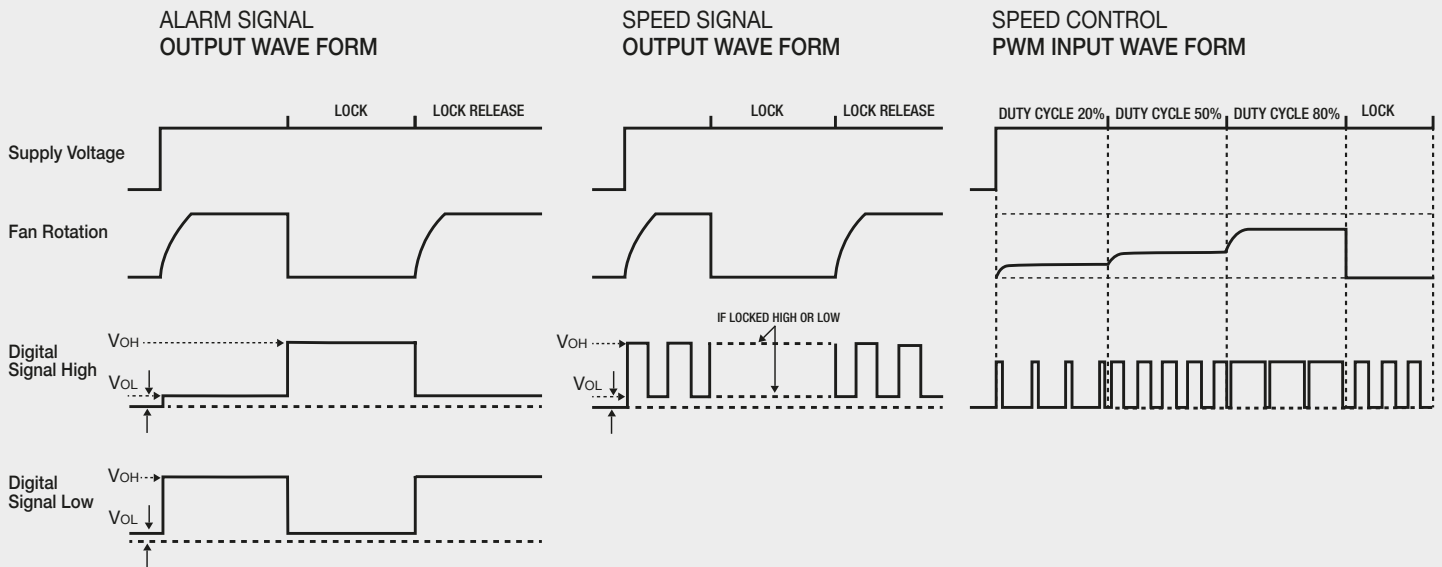 ALARM SIGNAL
OUTPUT WAVE FORM
SPEED SIGNAL
OUTPUT WAVE FORM
SPEED CONTROL
PWM INPUT WAVE FORM
LOCK
LOCK RELEASE
LOCK
LOCK RELEASE
DUTY CYCLE 20%
DUTY CYCLE 50%
DUTY CYCLE 80%
LOCK
Supply Voltage
Fan Rotation
IF LOCKED HIGH OR LOW
Digital
Signal High
VOH
VOL
VOH
VOL
Digital
Signal Low
VOH
VOL